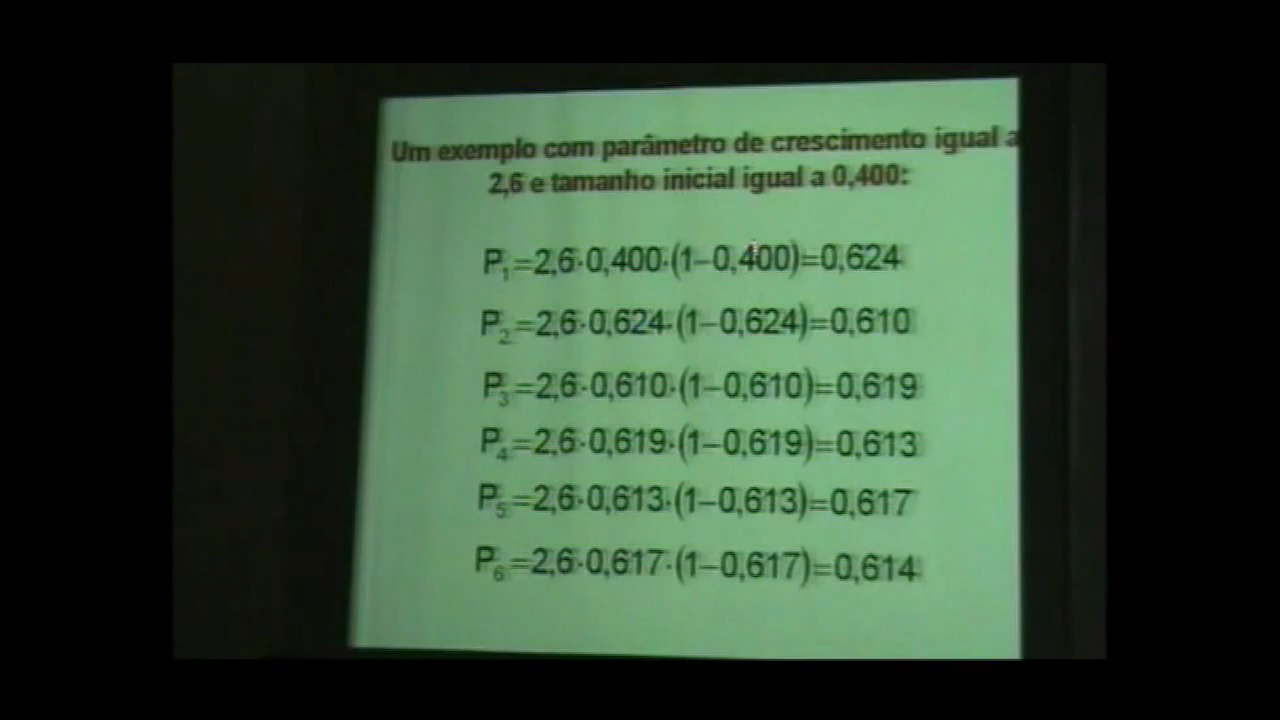 Um exemplo com parâmetro de crescimento igual a
2,6 e tamanho inicial igual a 0,400:
P₁=2,6·0,400·(1−0,400)=0,624
P₂=2,6·0,624·(1−0,624)=0,610
P₃=2,6·0,610·(1−0,610)=0,619
P₄=2,6·0,619·(1−0,619)=0,613
P₅=2,6·0,613·(1−0,613)=0,617
P₆=2,6·0,617·(1−0,617)=0,614